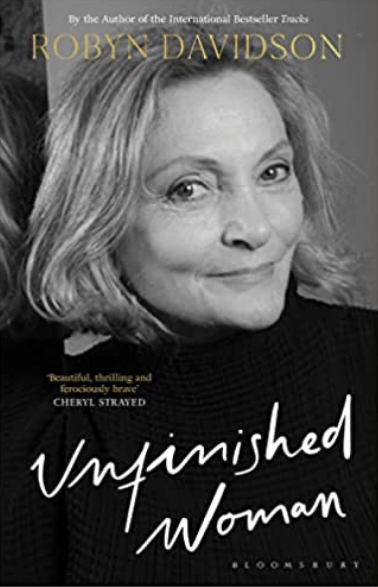 By the Author of the International Bestseller Tracks
ROBYN DAVIDSON
'Beautiful, thrilling and
ferociously brave'
CHERYL STRAYED
Unfinished
Woman
BLOOMSBURY